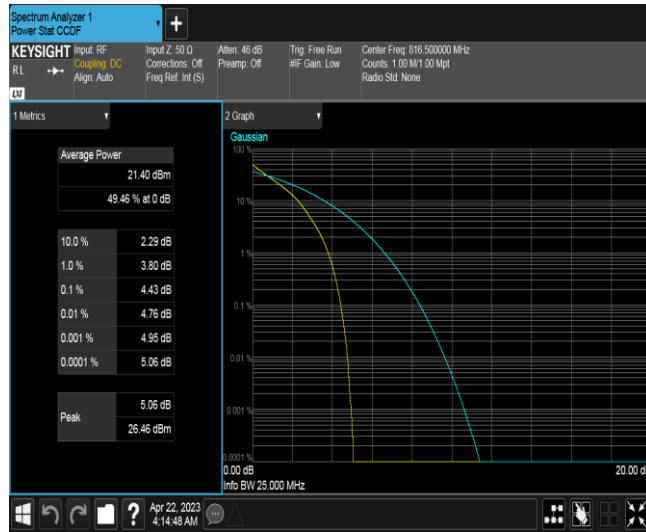 Spectrum Analyzer 1
Power Stat CCDF
+
KEYSIGHT
RL
LXI
Input: RF
Coupling: DC
Align: Auto
Input Z: 50 Ω
Corrections: Off
Freq Ref: Int (S)
Atten: 46 dB
Preamp: Off
Trig: Free Run
#IF Gain: Low
Center Freq: 816.500000 MHz
Counts: 1.00 M/1.00 Mpt
Radio Std: None
1 Metrics
Average Power
21.40 dBm
49.46 % at 0 dB
10.0 % 2.29 dB
1.0 % 3.80 dB
0.1 % 4.43 dB
0.01 % 4.76 dB
0.001 % 4.95 dB
0.0001 % 5.06 dB
Peak
5.06 dB
26.46 dBm
2 Graph
Gaussian
100 %
10 %
1 %
0.1 %
0.01 %
0.001 %
0.0001 %
0.00 dB
20.00 d
Info BW 25.000 MHz
?
Apr 22, 2023
4:14:48 AM